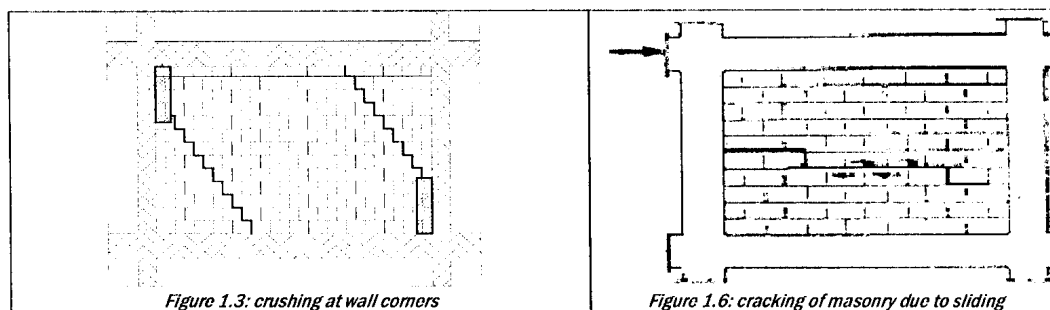 Figure 1.3: crushing at wall corners
Figure 1.6: cracking of masonry due to sliding